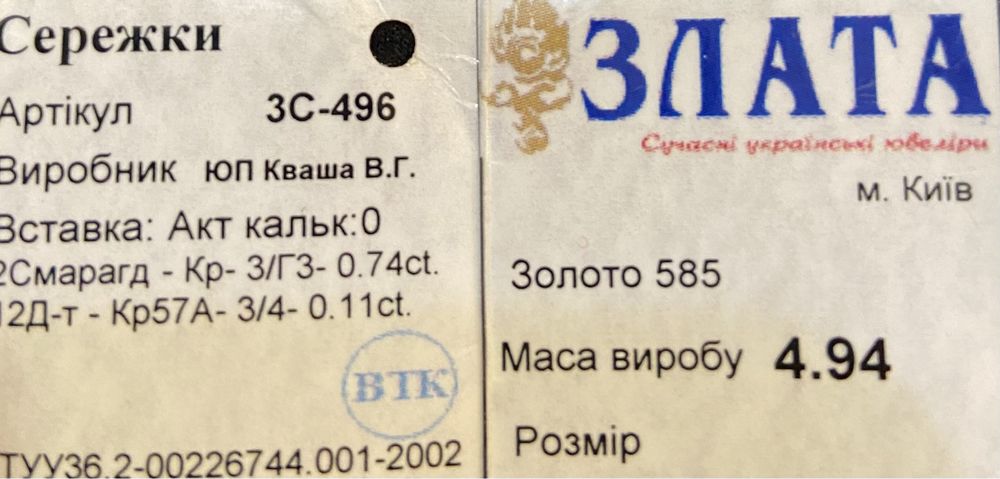 Сережки
Артікул 3С-496
Виробник ЮП Кваша В.Г.
Вставка: Акт кальк:0
2Смарагд - Кр- 3/Г3- 0.74ct.
12Д-т - Кр57А- 3/4- 0.11ct.
ВТК
ТУУ36.2-00226744.001-2002
ЗЛАТА
Сучасні українські ювеліри
м. Київ
Золото 585
Маса виробу 4.94
Розмір